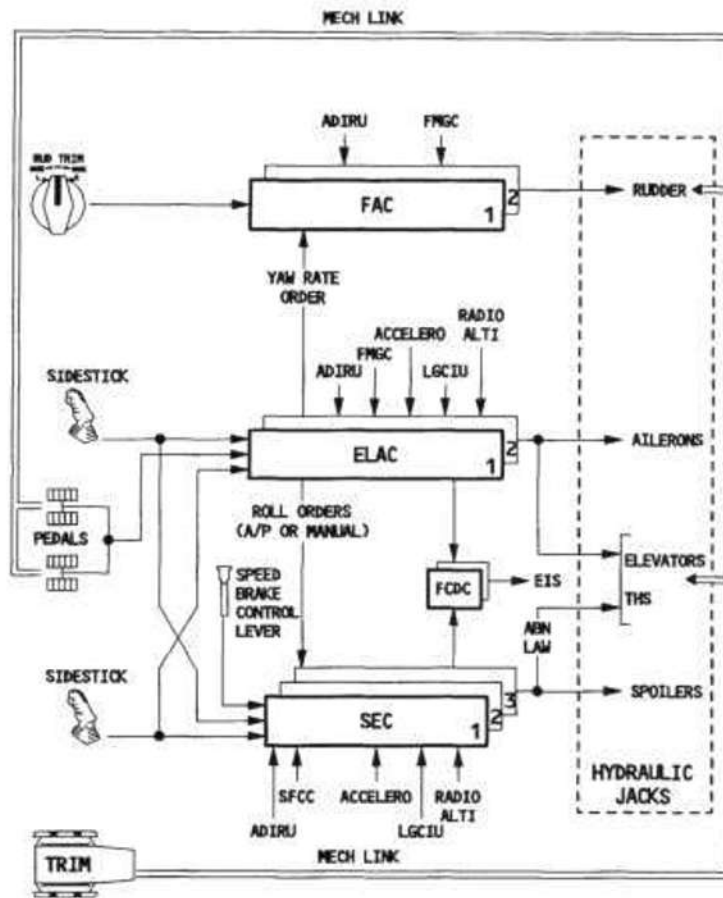 MECH LINK
ADIRU
FMGC
RUD TRIM
FAC
1
2
RUDDER
YAW RATE
ORDER
RADIO
ALTI
ACCELERO
FMGC
ADIRU
LGCIU
SIDESTICK
ELAC
1
2
AILERONS
ROLL ORDERS
(A/P OR MANUAL)
PEDALS
SPEED
BRAKE
CONTROL
LEVER
FCDC
EIS
ELEVATORS
THS
ABN
LAW
SIDESTICK
SEC
1
2
3
SPOILERS
SFCC
ACCELERO
RADIO
ALTI
ADIRU
LGCIU
HYDRAULIC
JACKS
MECH LINK
TRIM